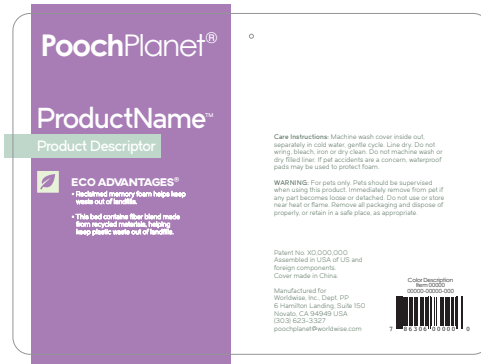 PoochPlanet®
ProductName™
Product Descriptor
ECO ADVANTAGES®
• Reclaimed memory foam helps keep
waste out of landfills.
• This bed contains fiber blend made
from recycled materials, helping
keep plastic waste out of landfills.
Care Instructions: Machine wash cover inside out,
separately in cold water, gentle cycle. Line dry. Do not
wring, bleach, iron or dry clean. Do not machine wash or
dry filled liner. If pet accidents are a concern, waterproof
pads may be used to protect foam.
WARNING: For pets only. Pets should be supervised
when using this product. Immediately remove from pet if
any part becomes loose or detached. Do not use or store
near heat or flame. Remove all packaging and dispose of
properly, or retain in a safe place, as appropriate.
Patent No. X0,000,000
Assembled in USA of US and
foreign components.
Cover made in China.
Manufactured for
Worldwise, Inc., Dept. PP
6 Hamilton Landing, Suite 150
Novato, CA 94949 USA
(303) 623-3327
poochplanet@worldwise.com
Color Description
Item 00000
00000-00000-000
7 86306 00000 0